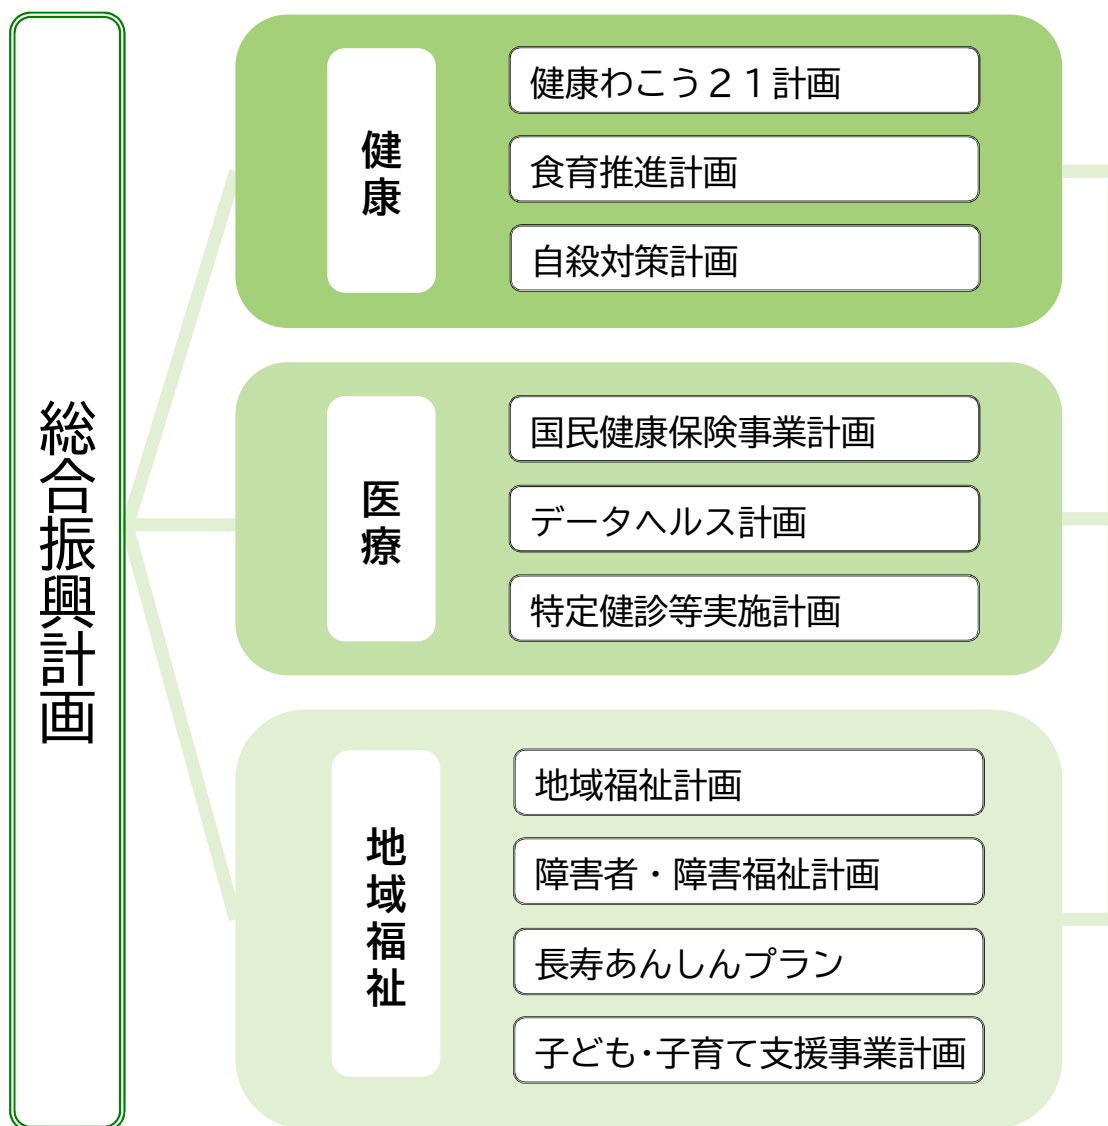 総合振興計画
健康
健康わこう２１計画
食育推進計画
自殺対策計画
医療
国民健康保険事業計画
データヘルス計画
特定健診等実施計画
地域福祉
地域福祉計画
障害者・障害福祉計画
長寿あんしんプラン
子ども・子育て支援事業計画